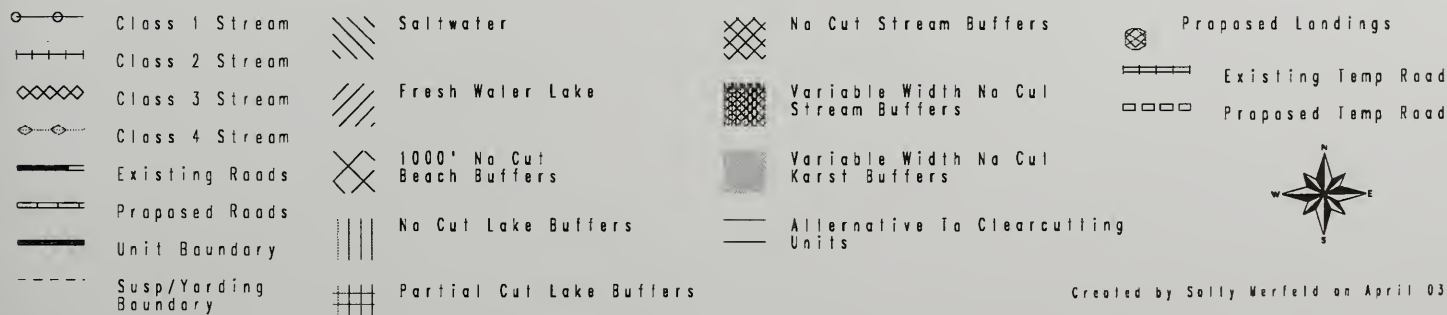 Class 1 Stream
Class 2 Stream
Class 3 Stream
Class 4 Stream
Existing Roads
Proposed Roads
Unit Boundary
Susp/Yarding
Boundary
Saltwater
Fresh Water Lake
1000' No Cut
Beach Buffers
No Cut Lake Buffers
Partial Cut Lake Buffers
No Cut Stream Buffers
Variable Width No Cut
Stream Buffers
Variable Width No Cut
Karst Buffers
Alternative To Clearcutting
Units
Proposed Landings
Existing Temp Road
Proposed Temp Road
N
W
E
S
Created by Sally Werfeld on April 03